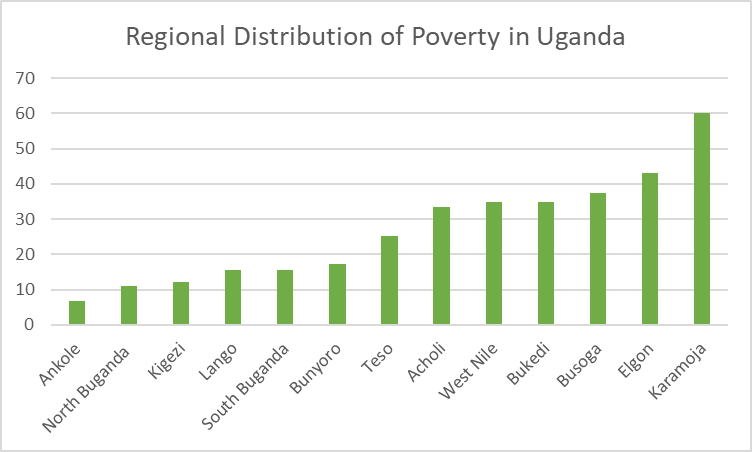 Regional Distribution of Poverty in Uganda
70
60
50
40
30
20
10
0
Ankole
North Buganda
Kigezi
Lango
South Buganda
Bunyoro
Teso
Acholi
West Nile
Bukedi
Busoga
Elgon
Karamoja